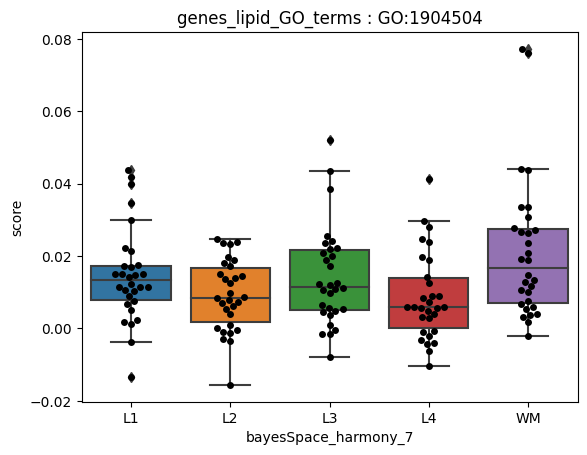 genes_lipid_GO_terms : GO:1904504
0.08
0.06
0.04
0.02
0.00
−0.02
score
L1 L2 L3 L4 WM
bayesSpace_harmony_7